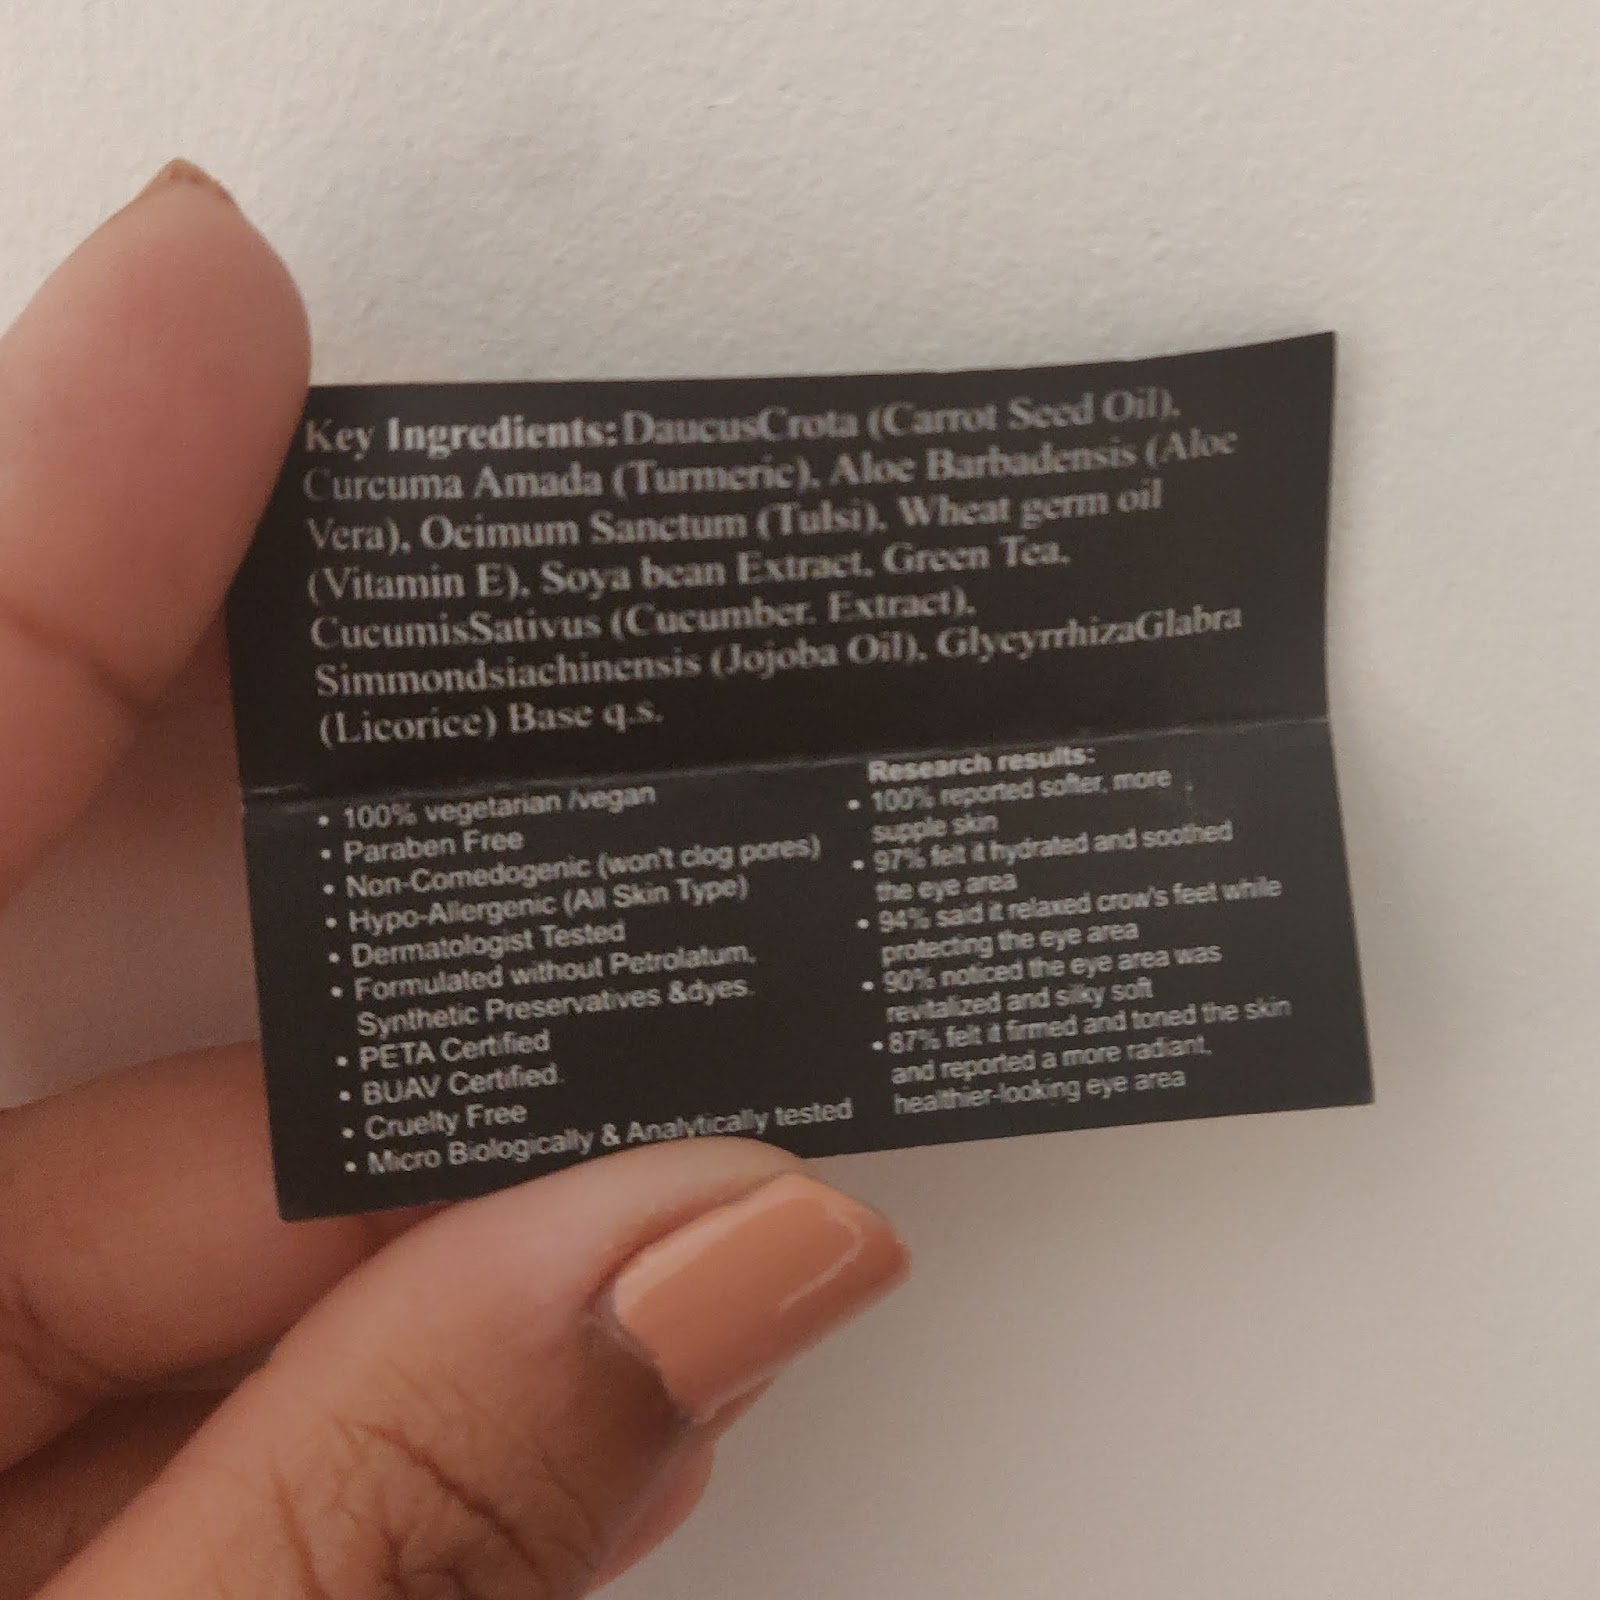 Key Ingredients:DaucusCrota (Carrot Seed Oil),
Curcuma Amada (Turmeric), Aloe Barbadensis (Aloe
Vera), Ocimum Sanctum (Tulsi), Wheat germ oil
(Vitamin E), Soya bean Extract, Green Tea,
CucumisSativus (Cucumber. Extract),
Simmondsiachinensis (Jojoba Oil), GlycyrrhizaGlabra
(Licorice) Base q.s.
• 100% vegetarian /vegan
• Paraben Free
• Non-Comedogenic (won't clog pores)
• Hypo-Allergenic (All Skin Type)
• Dermatologist Tested
• Formulated without Petrolatum,
Synthetic Preservatives &dyes.
• PETA Certified
• BUAV Certified.
• Cruelty Free
• Micro Biologically & Analytically tested
Research results:
• 100% reported softer, more
supple skin
• 97% felt it hydrated and soothed
the eye area
• 94% said it relaxed crow's feet while
protecting the eye area
• 90% noticed the eye area was
revitalized and silky soft
• 87% felt it firmed and toned the skin
and reported a more radiant,
healthier-looking eye area